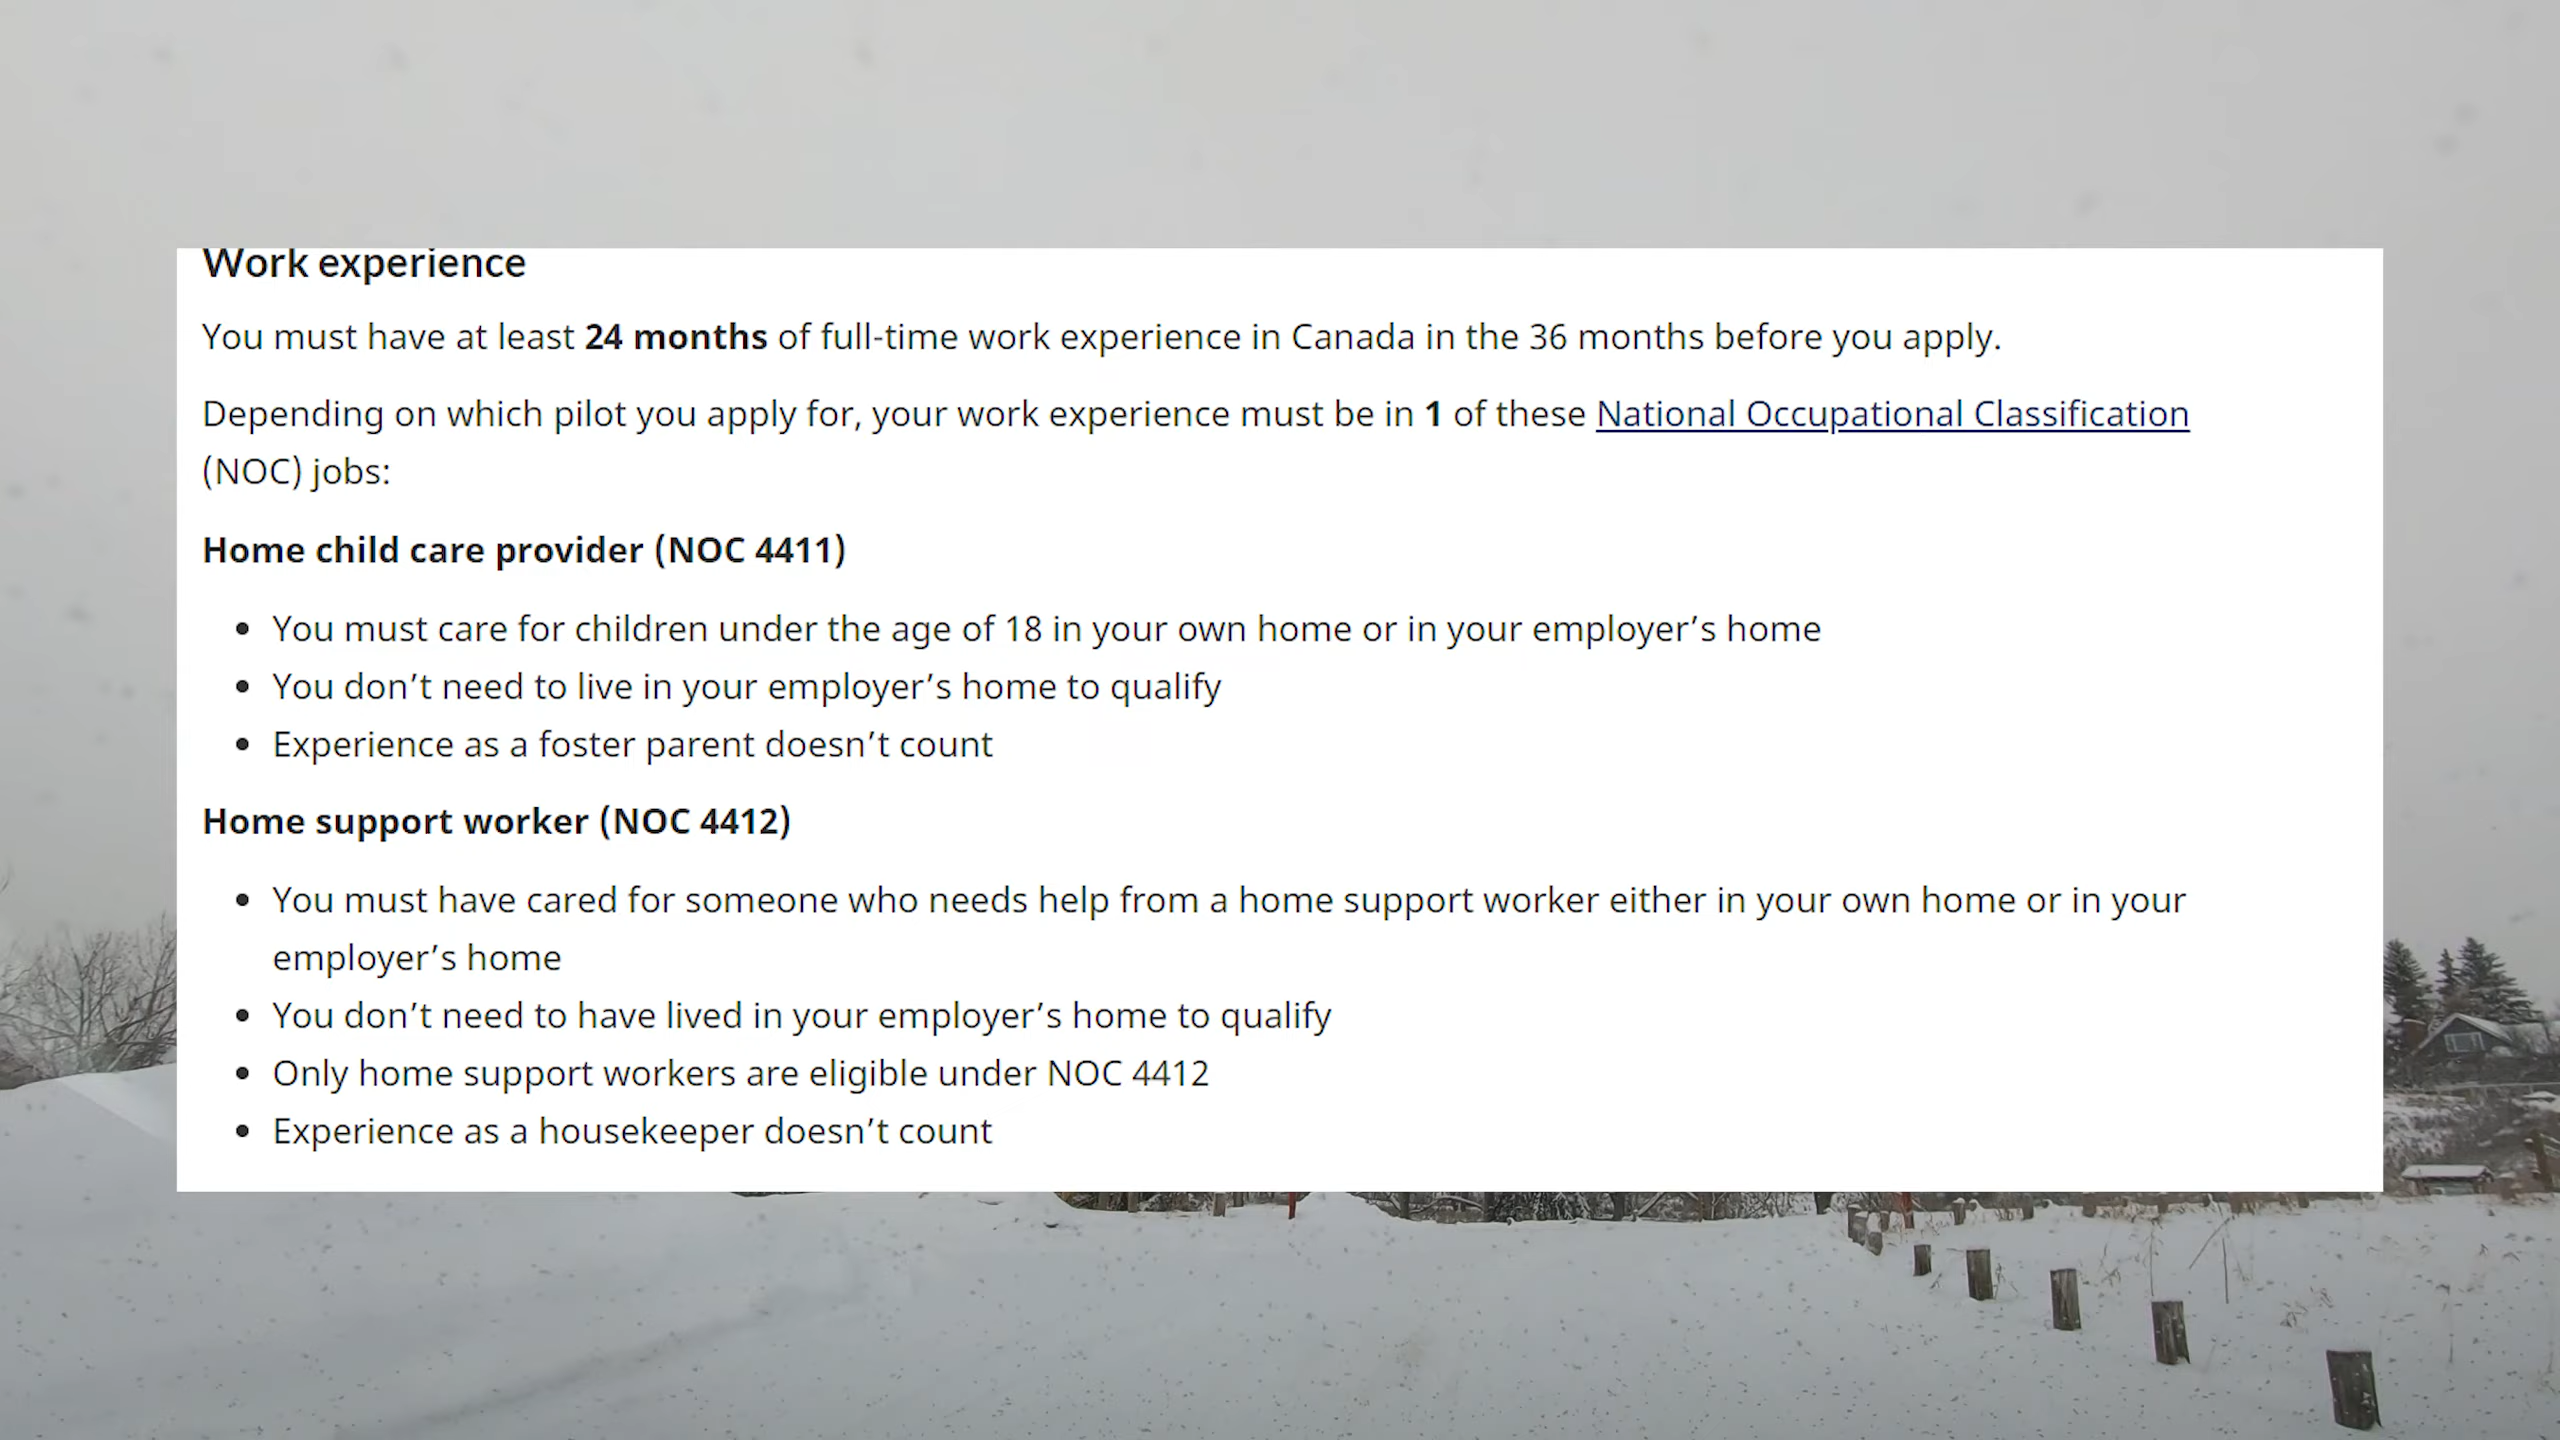 Work experience
You must have at least 24 months of full-time work experience in Canada in the 36 months before you apply.
Depending on which pilot you apply for, your work experience must be in 1 of these National Occupational Classification
(NOC) jobs:
Home child care provider (NOC 4411)
• You must care for children under the age of 18 in your own home or in your employer’s home
• You don’t need to live in your employer’s home to qualify
• Experience as a foster parent doesn’t count
Home support worker (NOC 4412)
• You must have cared for someone who needs help from a home support worker either in your own home or in your
employer’s home
• You don’t need to have lived in your employer’s home to qualify
• Only home support workers are eligible under NOC 4412
• Experience as a housekeeper doesn’t count